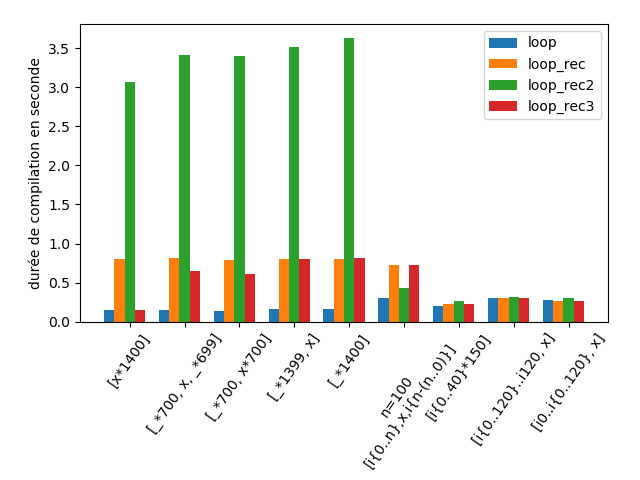 durée de compilation en seconde
3.5
3.0
2.5
2.0
1.5
1.0
0.5
0.0
loop
loop_rec
loop_rec2
loop_rec3
[x*1400]
[_*700, x, _*699]
[_*700, x*700]
[_*1399, x]
[_*1400]
n=100
[i{0..n},x,i{n-(n..0)}]
[i{0..40}*150]
[i{0..120}..i120, x]
[i0..i{0..120}, x]